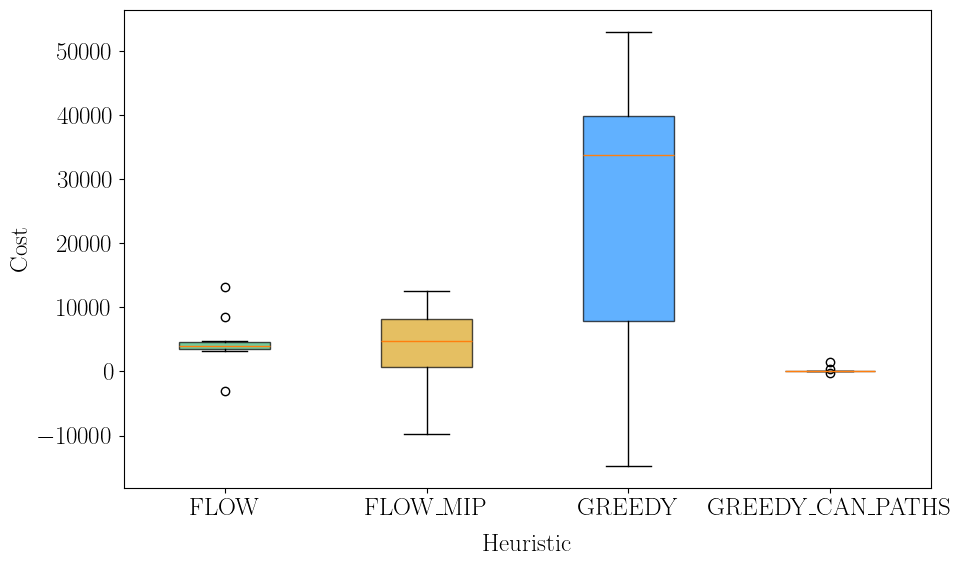 Cost
50000
40000
30000
20000
10000
0
−10000
FLOW
FLOW_MIP
GREEDY
GREEDY_CAN_PATHS
Heuristic